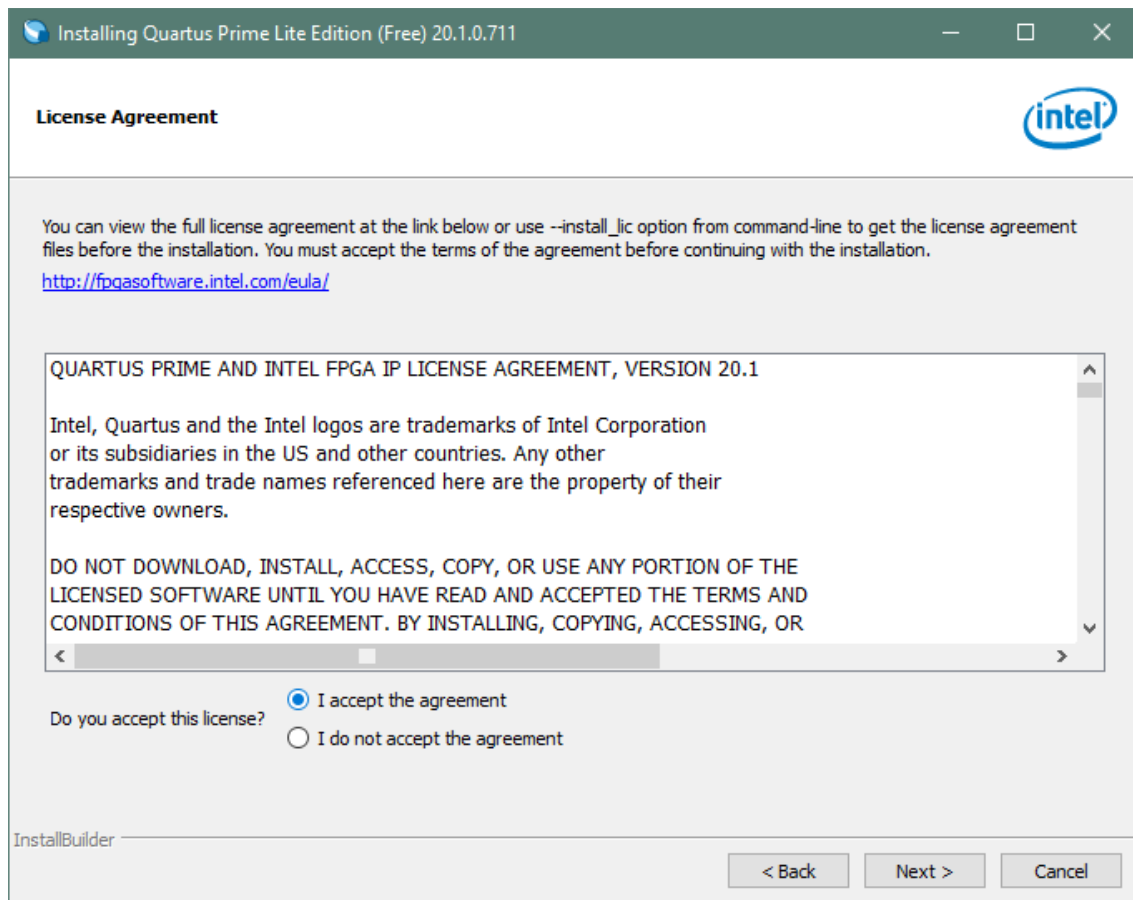 Installing Quartus Prime Lite Edition (Free) 20.1.0.711
License Agreement
intel
You can view the full license agreement at the link below or use --install_lic option from command-line to get the license agreement
files before the installation. You must accept the terms of the agreement before continuing with the installation.
http://fpgasoftware.intel.com/eula/
QUARTUS PRIME AND INTEL FPGA IP LICENSE AGREEMENT, VERSION 20.1
Intel, Quartus and the Intel logos are trademarks of Intel Corporation
or its subsidiaries in the US and other countries. Any other
trademarks and trade names referenced here are the property of their
respective owners.
DO NOT DOWNLOAD, INSTALL, ACCESS, COPY, OR USE ANY PORTION OF THE
LICENSED SOFTWARE UNTIL YOU HAVE READ AND ACCEPTED THE TERMS AND
CONDITIONS OF THIS AGREEMENT. BY INSTALLING, COPYING, ACCESSING, OR
Do you accept this license?
I accept the agreement
I do not accept the agreement
InstallBuilder
< Back
Next >
Cancel